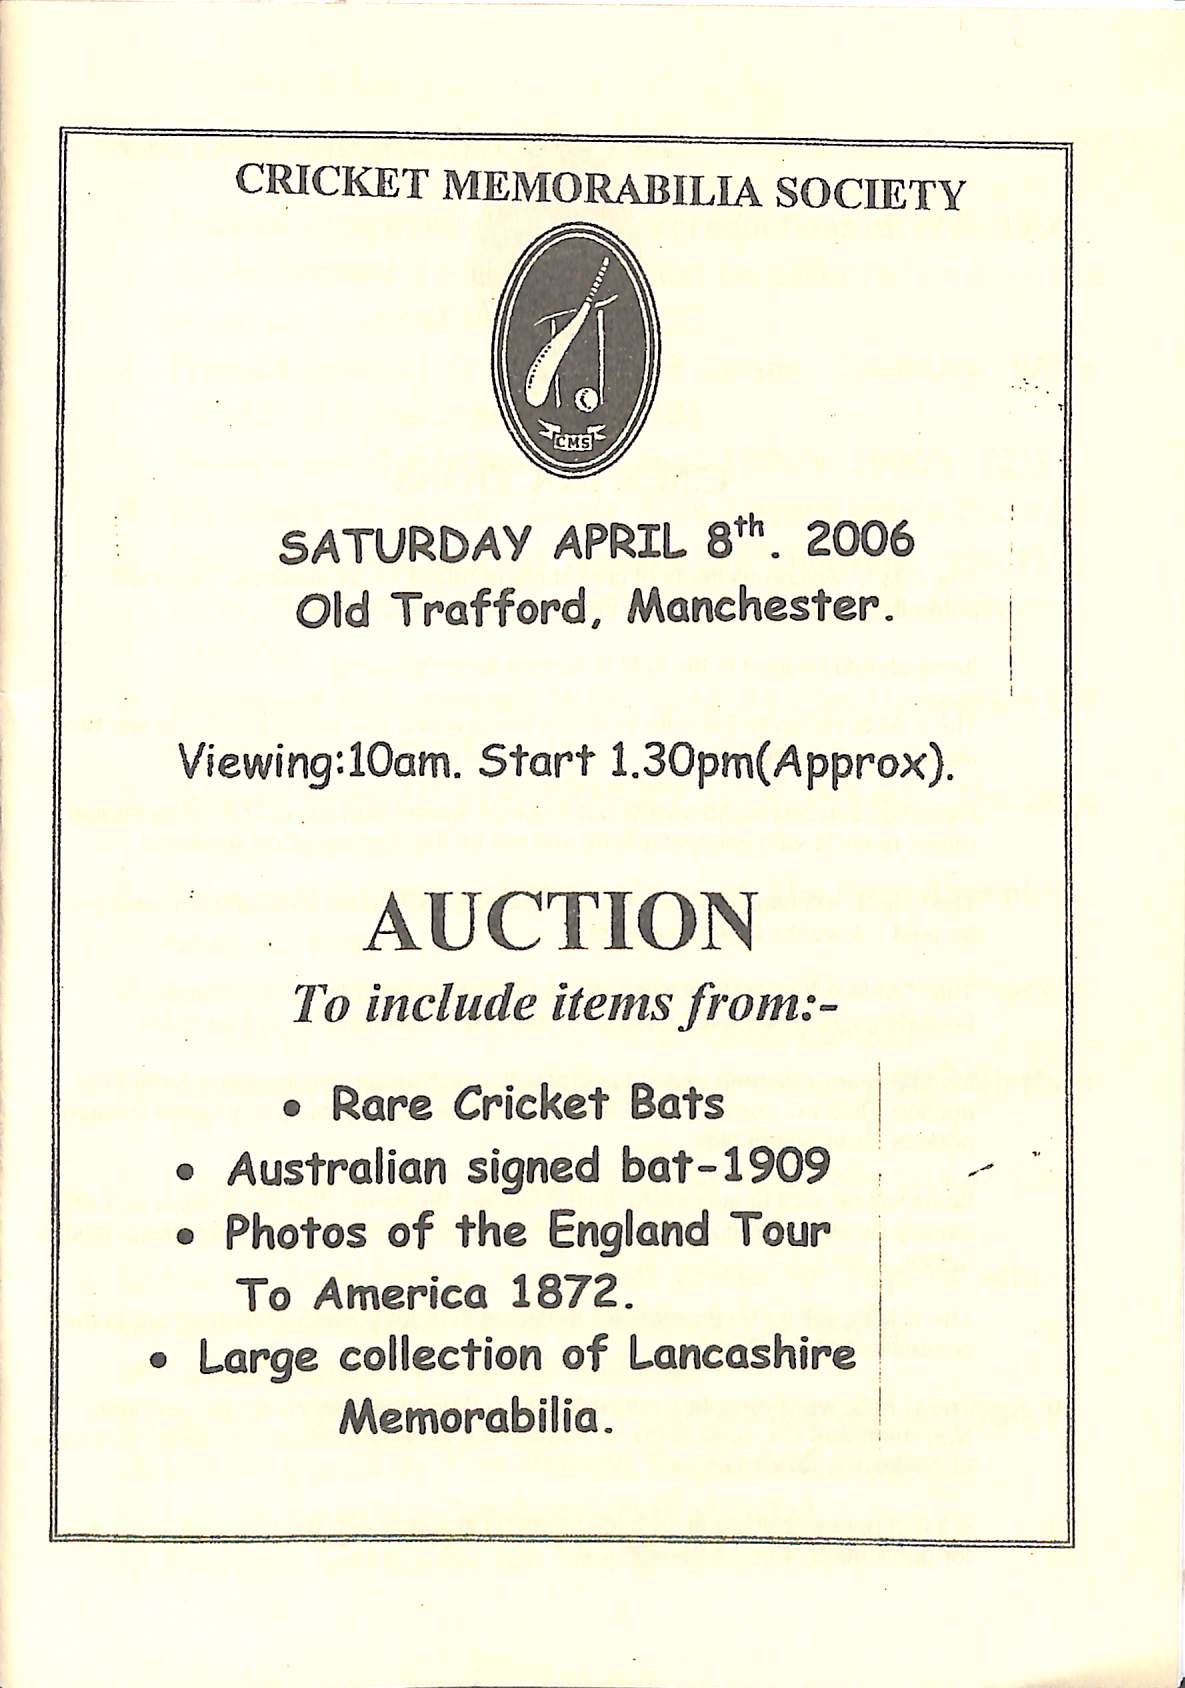 CRICKET MEMORABILIA SOCIETY
CMS
SATURDAY APRIL 8th. 2006
Old Trafford, Manchester.
Viewing:10am. Start 1.30pm(Approx).
AUCTION
To include items from:-
• Rare Cricket Bats
• Australian signed bat-1909
• Photos of the England Tour
To America 1872.
• Large collection of Lancashire
Memorabilia.